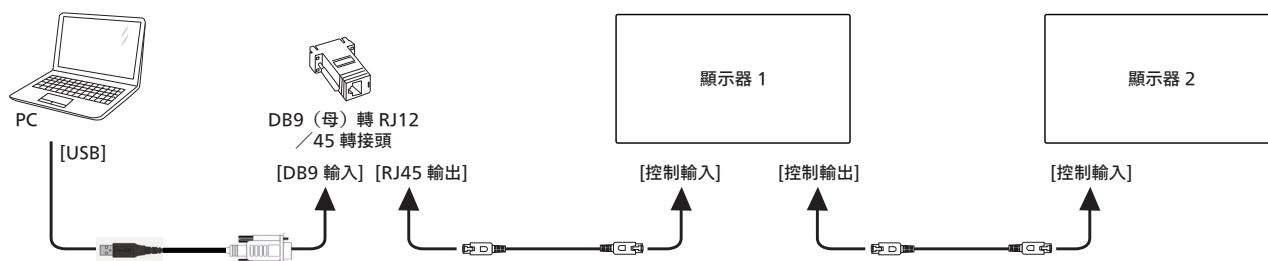 顯示器 1
顯示器 2
PC
DB9（母）轉 RJ12
／45 轉接頭
[USB]
[DB9 輸入] [RJ45 輸出]
[控制輸入]
[控制輸出]
[控制輸入]